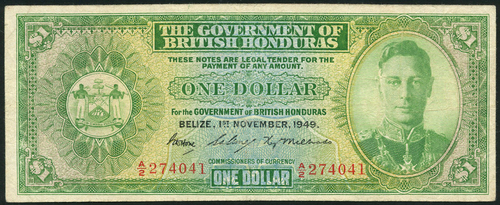 $1
$1
THE GOVERNMENT OF
BRITISH HONDURAS
THESE NOTES ARE LEGAL TENDER FOR THE
PAYMENT OF ANY AMOUNT.
ONE DOLLAR
For the GOVERNMENT OF BRITISH HONDURAS
BELIZE, 1ST NOVEMBER, 1949.
COMMISSIONERS OF CURRENCY
A/2 274041
A/2 274041
$1
ONE DOLLAR
$1